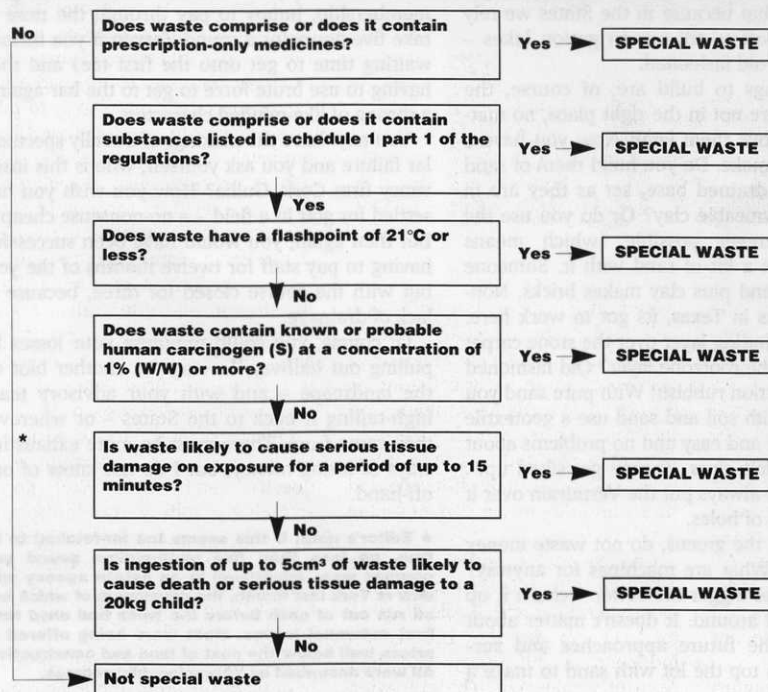 No
Does waste comprise or does it contain
prescription-only medicines?
Yes
SPECIAL WASTE
Does waste comprise or does it contain
substances listed in schedule 1 part 1 of the
regulations?
Yes
SPECIAL WASTE
Yes
Does waste have a flashpoint of 21°C or
less?
Yes
SPECIAL WASTE
No
Does waste contain known or probable
human carcinogen (S) at a concentration of
1% (W/W) or more?
Yes
SPECIAL WASTE
No
*
Is waste likely to cause serious tissue
damage on exposure for a period of up to 15
minutes?
Yes
SPECIAL WASTE
No
Is ingestion of up to 5cm³ of waste likely to
cause death or serious tissue damage to a
20kg child?
Yes
SPECIAL WASTE
No
Not special waste